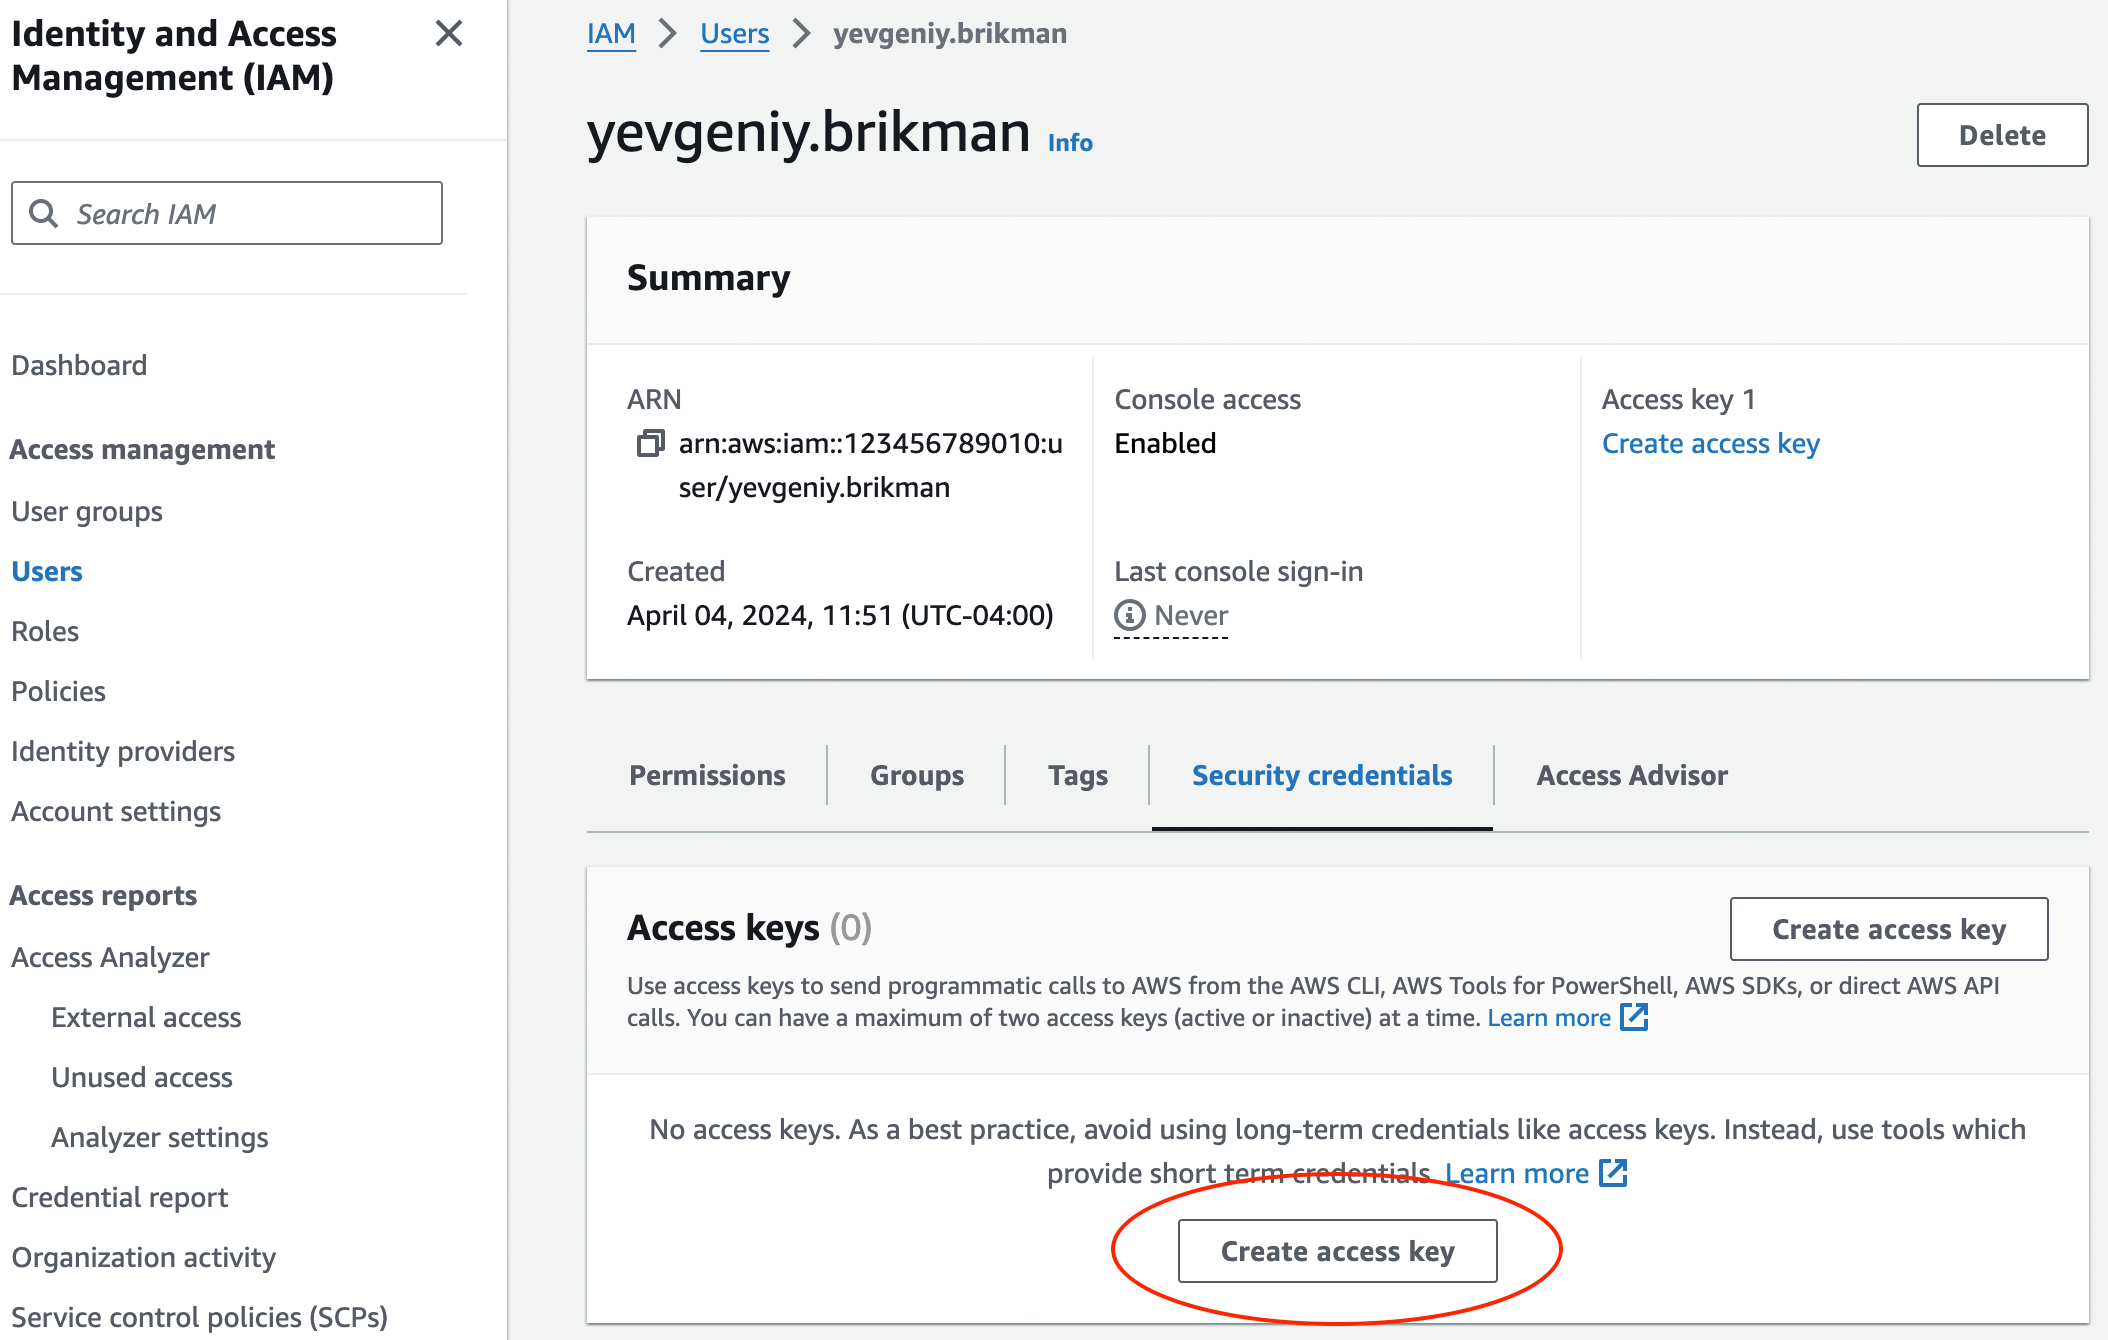 Identity and Access
Management (IAM)
Search IAM
Dashboard
Access management
User groups
Users
Roles
Policies
Identity providers
Account settings
Access reports
Access Analyzer
External access
Unused access
Analyzer settings
Credential report
Organization activity
Service control policies (SCPs)
IAM > Users > yevgeniy.brikman
yevgeniy.brikman Info
Delete
Summary
ARN
arn:aws:iam::123456789010:u
ser/yevgeniy.brikman
Created
April 04, 2024, 11:51 (UTC-04:00)
Console access
Enabled
Last console sign-in
Never
Access key 1
Create access key
Permissions
Groups
Tags
Security credentials
Access Advisor
Access keys (0)
Create access key
Use access keys to send programmatic calls to AWS from the AWS CLI, AWS Tools for PowerShell, AWS SDKs, or direct AWS API
calls. You can have a maximum of two access keys (active or inactive) at a time. Learn more
No access keys. As a best practice, avoid using long-term credentials like access keys. Instead, use tools which
provide short term credentials. Learn more
Create access key